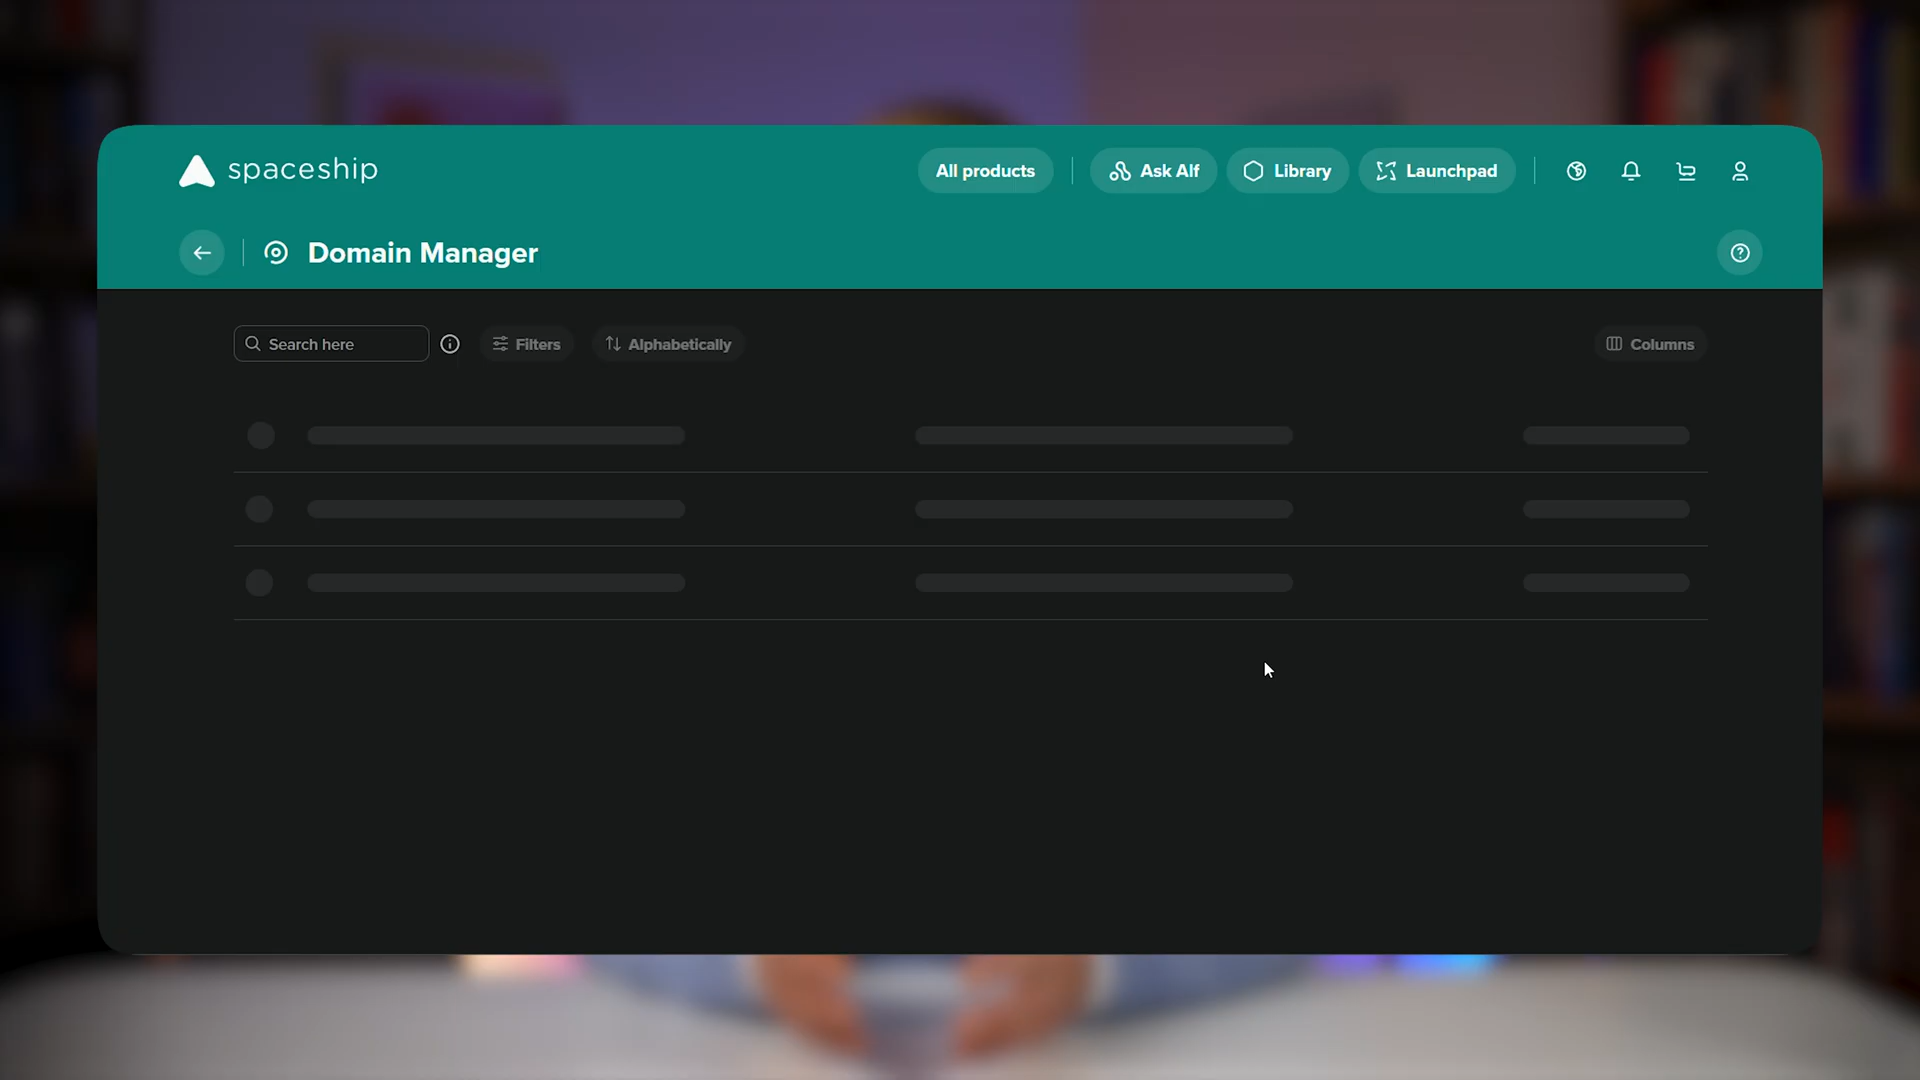 spaceship
All products
Ask Alf
Library
Launchpad
Domain Manager
Search here
Filters
Alphabetically
Columns